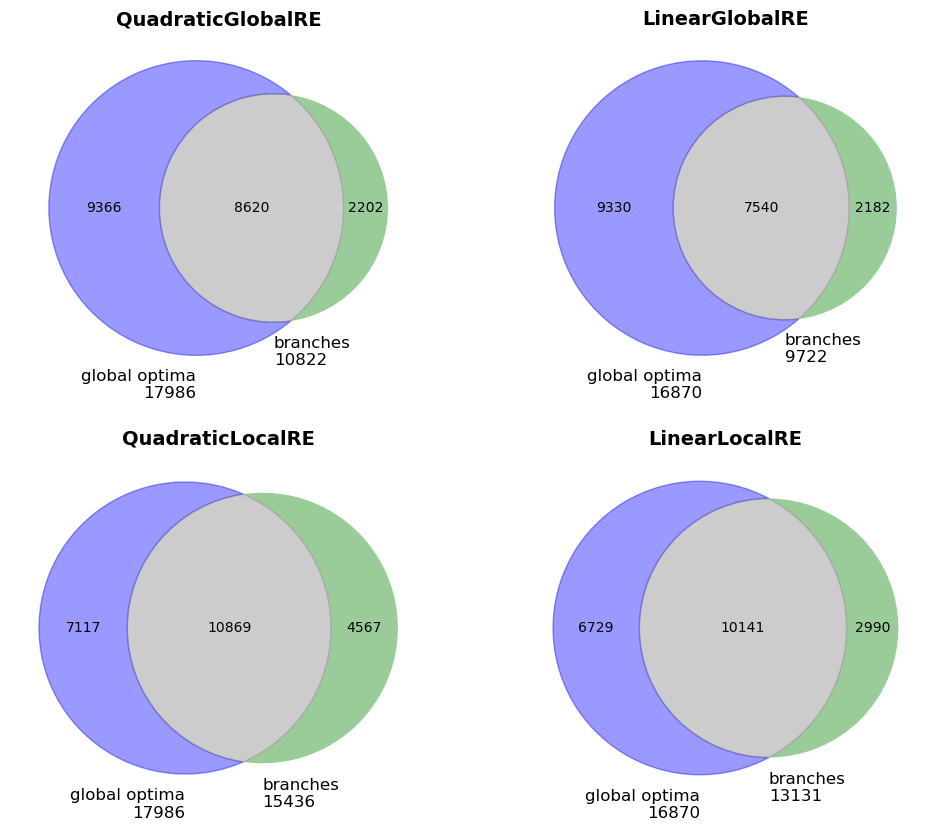 QuadraticGlobalRE
9366
8620
2202
branches
10822
global optima
17986
LinearGlobalRE
9330
7540
2182
branches
9722
global optima
16870
QuadraticLocalRE
7117
10869
4567
branches
15436
global optima
17986
LinearLocalRE
6729
10141
2990
branches
13131
global optima
16870